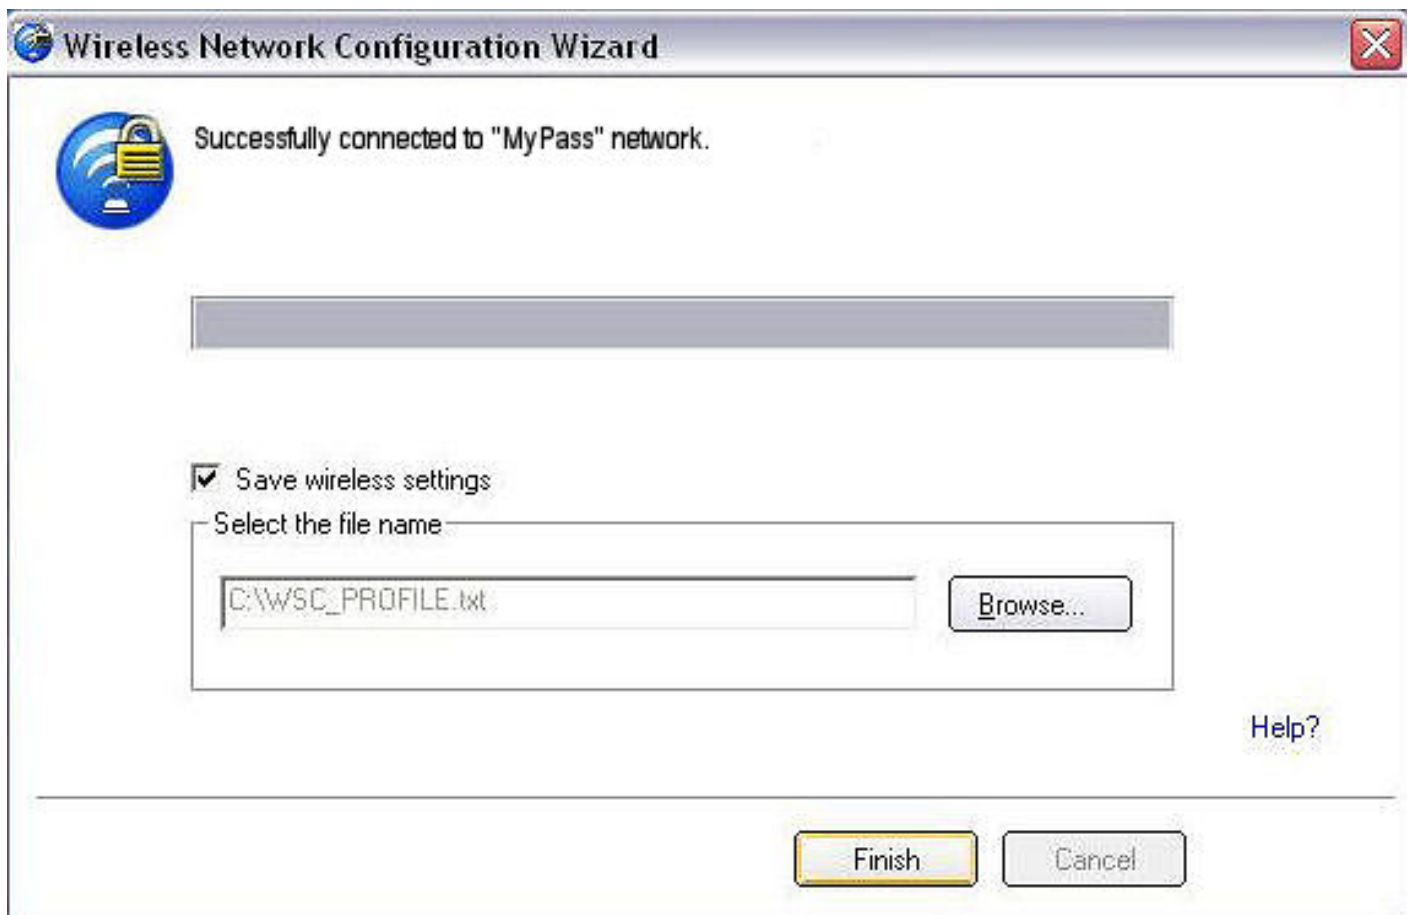 Wireless Network Configuration Wizard
Successfully connected to "MyPass" network.
Save wireless settings
Select the file name
C:\WSC_PROFILE.txt
Browse...
Help?
Finish
Cancel